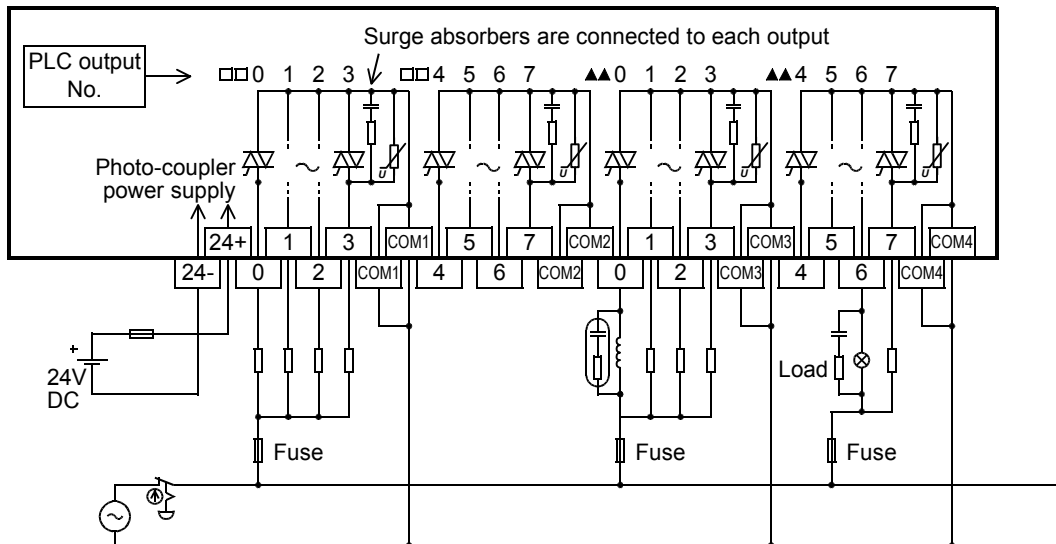 Surge absorbers are connected to each output
PLC output
No.
□□ 0 1 2 3 □□ 4 5 6 7 ▲▲ 0 1 2 3 ▲▲ 4 5 6 7
Photo-coupler
power supply
U U U U
24+ 1 3 COM1 5 7 COM2 1 3 COM3 5 7 COM4
24- 0 2 COM1 4 6 COM2 0 2 COM3 4 6 COM4
+
24V
DC
Load
Fuse Fuse Fuse